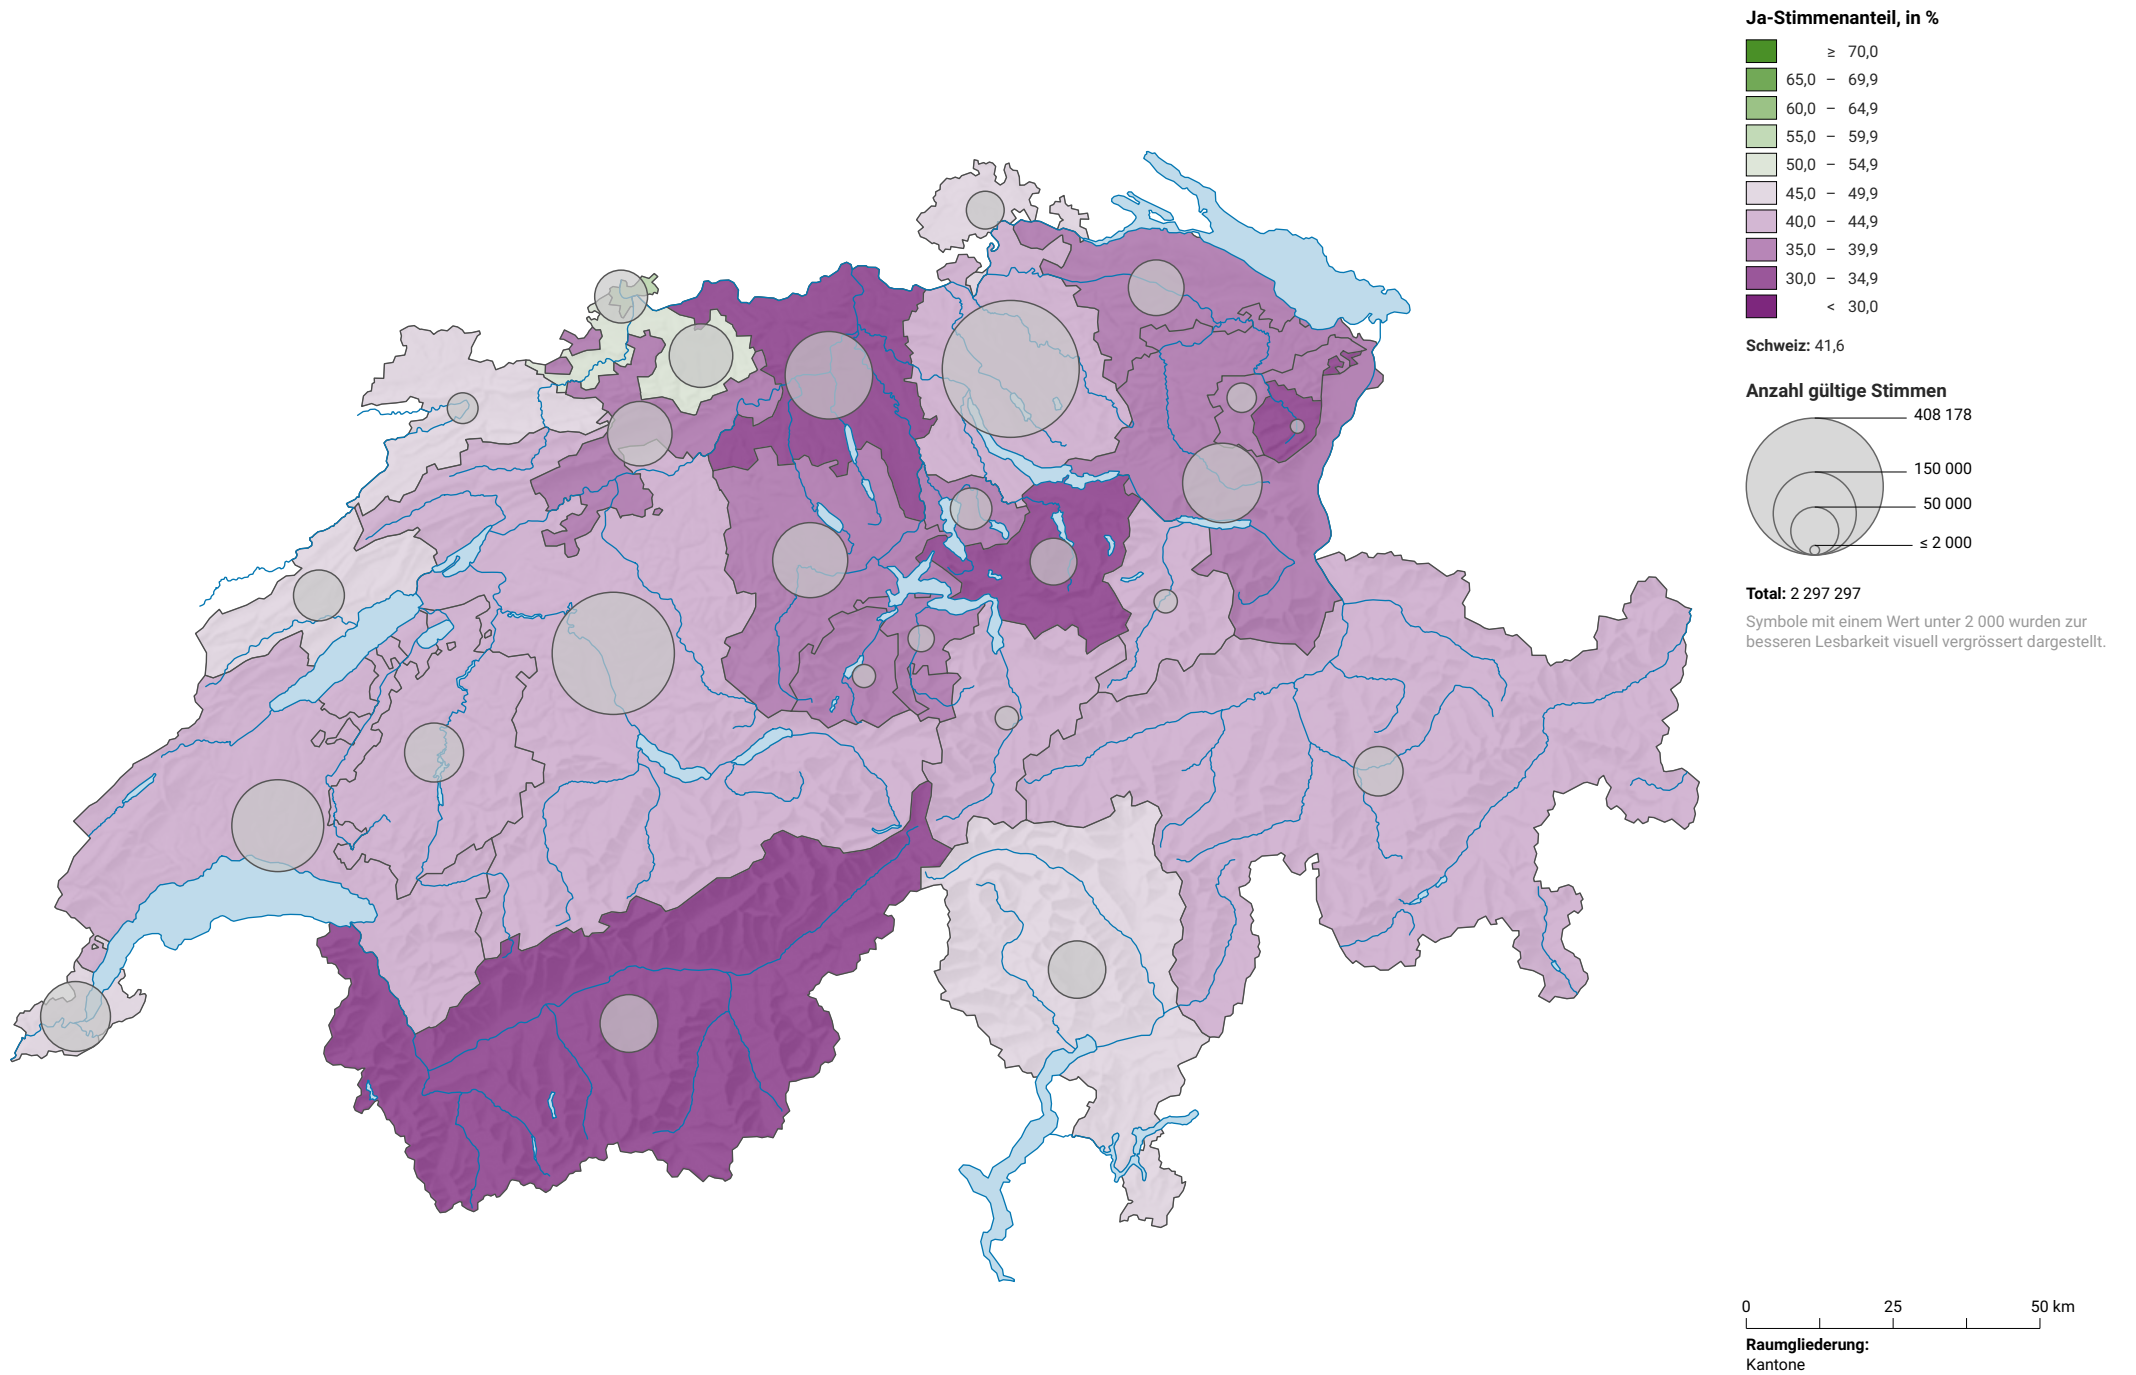 Ja-Stimmenanteil, in %
≥ 70,0
65,0 – 69,9
60,0 – 64,9
55,0 – 59,9
50,0 – 54,9
45,0 – 49,9
40,0 – 44,9
35,0 – 39,9
30,0 – 34,9
< 30,0
Schweiz: 41,6
Anzahl gültige Stimmen
408 178
150 000
50 000
≤ 2 000
Total: 2 297 297
Symbole mit einem Wert unter 2 000 wurden zur
besseren Lesbarkeit visuell vergrössert dargestellt.
0 25 50 km
Raumgliederung:
Kantone